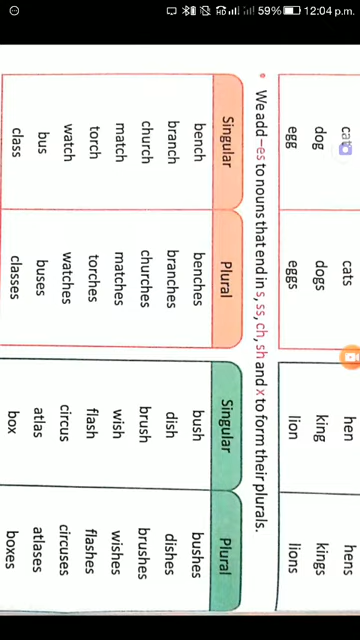 59% 12:04 p.m.
cat cats hen hens
dog dogs king kings
egg eggs lion lions
• We add –es to nouns that end in s, ss, ch, sh and x to form their plurals.
Singular Plural Singular Plural
bench benches bush bushes
branch branches dish dishes
church churches brush brushes
match matches wish wishes
torch torches flash flashes
watch watches circus circuses
bus buses atlas atlases
class classes box boxes